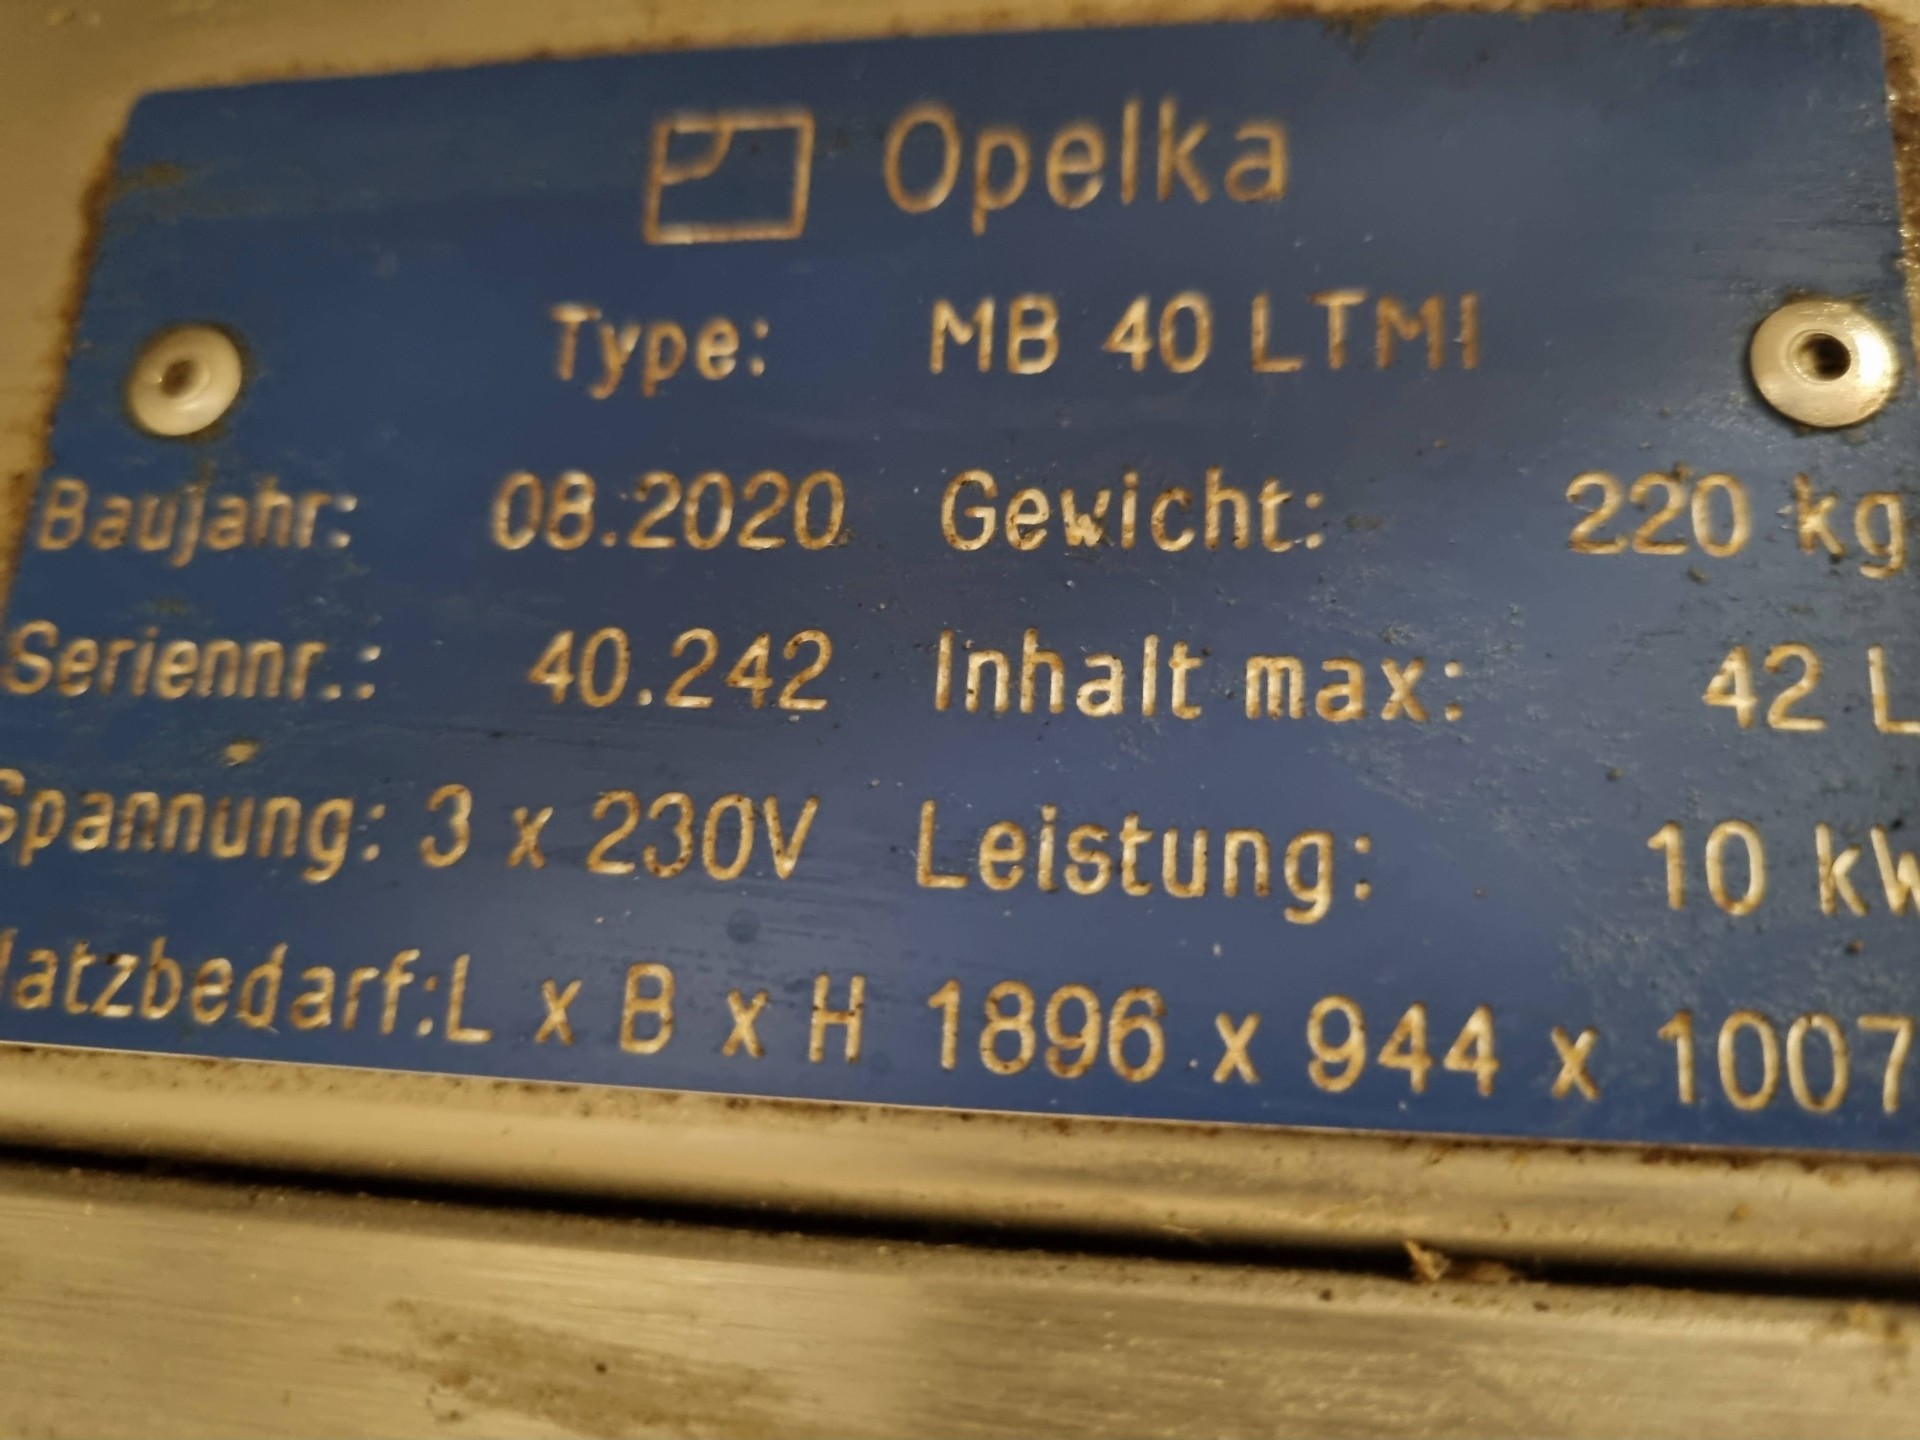 Opelka
Type: MB 40 LTMI
Baujahr: 08.2020 Gewicht: 220 kg
Seriennr.: 40.242 Inhalt max: 42 L
Spannung: 3 x 230V Leistung: 10 kW
latzbedarf: L x B x H 1896 x 944 x 1007